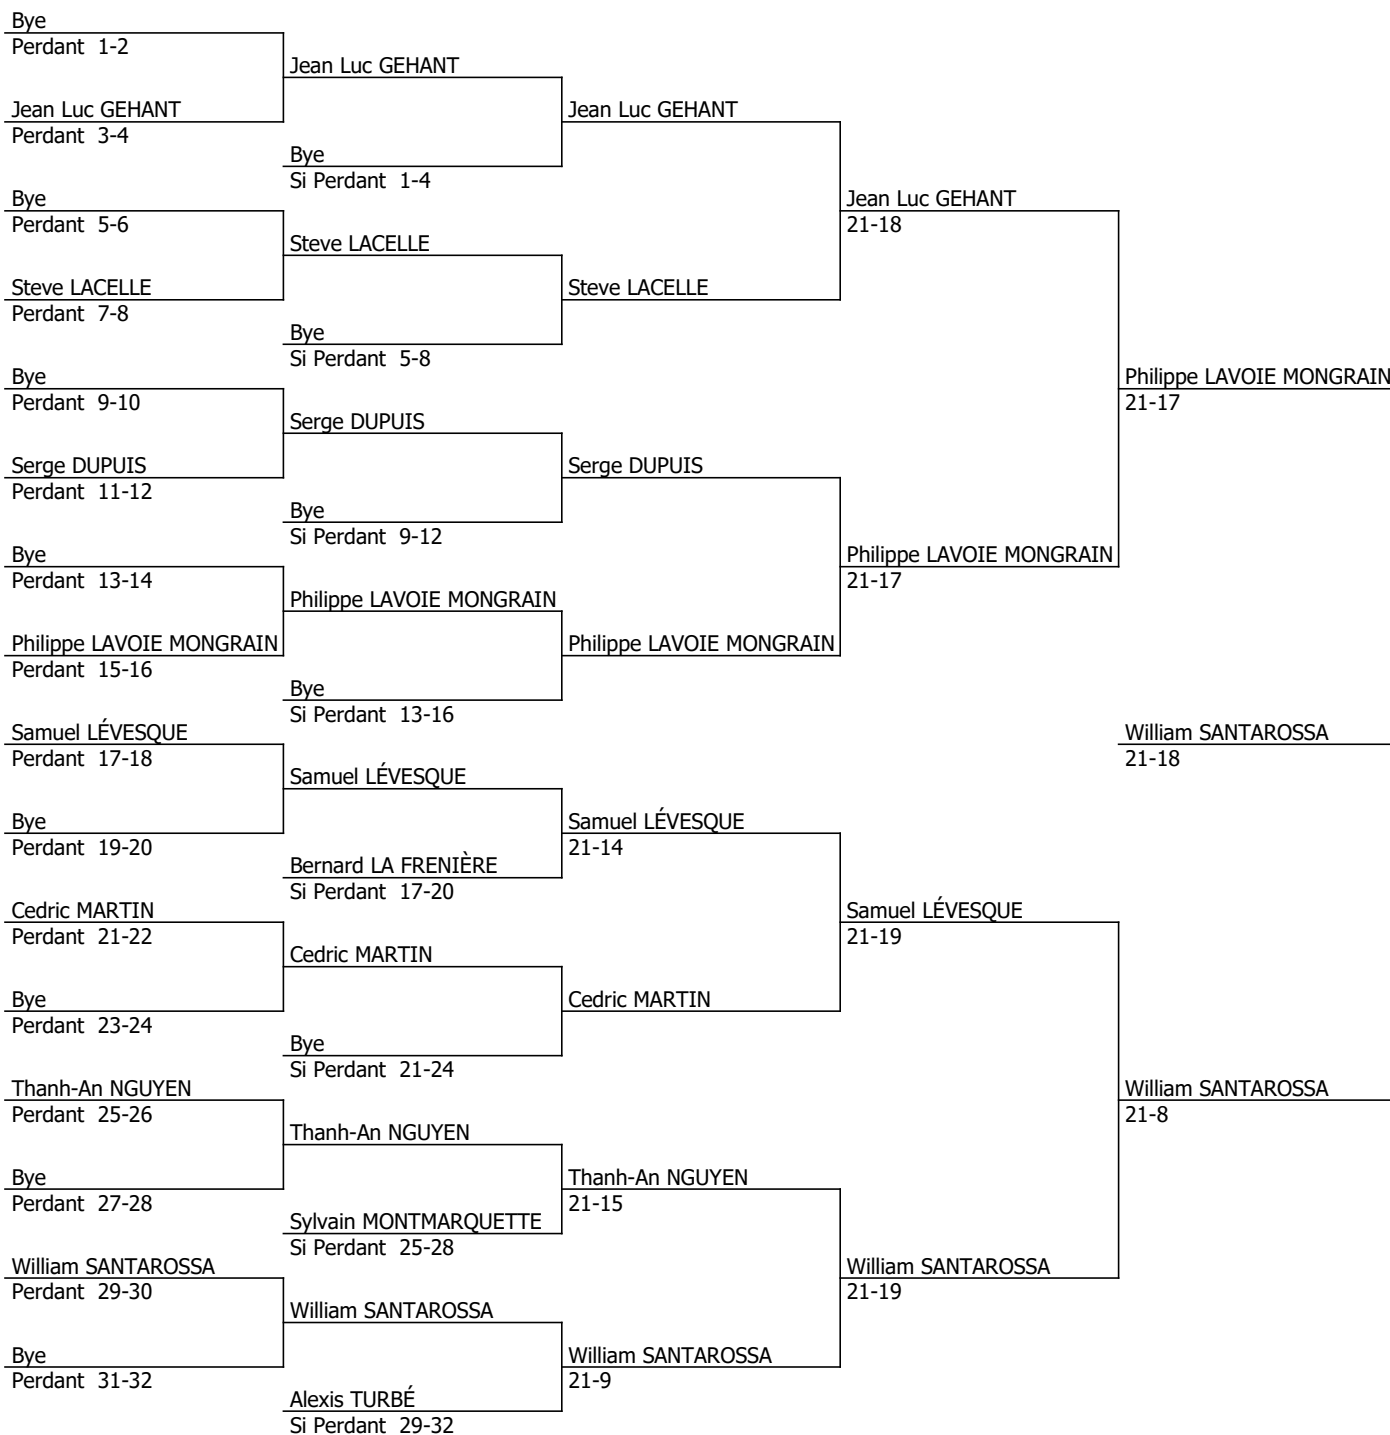 Bye
Perdant 1-2
Jean Luc GEHANT
Jean Luc GEHANT
Perdant 3-4
Jean Luc GEHANT
Bye
Si Perdant 1-4
Bye
Perdant 5-6
Jean Luc GEHANT
21-18
Steve LACELLE
Steve LACELLE
Perdant 7-8
Steve LACELLE
Bye
Si Perdant 5-8
Bye
Perdant 9-10
Philippe LAVOIE MONGRAIN
21-17
Serge DUPUIS
Serge DUPUIS
Perdant 11-12
Serge DUPUIS
Bye
Si Perdant 9-12
Bye
Perdant 13-14
Philippe LAVOIE MONGRAIN
21-17
Philippe LAVOIE MONGRAIN
Philippe LAVOIE MONGRAIN
Perdant 15-16
Philippe LAVOIE MONGRAIN
Bye
Si Perdant 13-16
Samuel LÉVESQUE
Perdant 17-18
William SANTAROSSA
21-18
Samuel LÉVESQUE
Bye
Perdant 19-20
Samuel LÉVESQUE
21-14
Bernard LA FRENIÈRE
Si Perdant 17-20
Cedric MARTIN
Perdant 21-22
Samuel LÉVESQUE
21-19
Cedric MARTIN
Bye
Perdant 23-24
Cedric MARTIN
Bye
Si Perdant 21-24
Thanh-An NGUYEN
Perdant 25-26
William SANTAROSSA
21-8
Thanh-An NGUYEN
Bye
Perdant 27-28
Thanh-An NGUYEN
21-15
Sylvain MONTMARQUETTE
Si Perdant 25-28
William SANTAROSSA
Perdant 29-30
William SANTAROSSA
21-19
William SANTAROSSA
Bye
Perdant 31-32
William SANTAROSSA
21-9
Alexis TURBÉ
Si Perdant 29-32